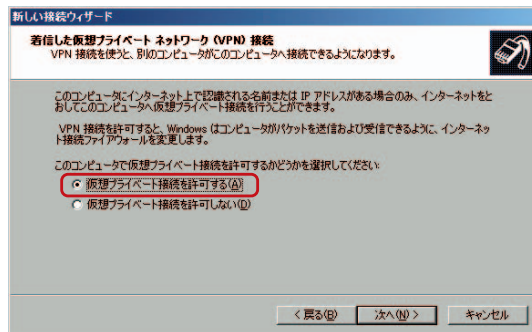 新しい接続ウィザード
着信した仮想プライベート ネットワーク (VPN) 接続
VPN 接続を使うと、別のコンピュータがこのコンピュータへ接続できるようになります。
このコンピュータにインターネット上で認識される名前または IP アドレスがある場合のみ、インターネットをと
おしてこのコンピュータへ仮想プライベート接続を行うことができます。
VPN 接続を許可すると、Windows はコンピュータがパケットを送信および受信できるように、インターネッ
ト接続ファイアウォールを変更します。
このコンピュータで仮想プライベート接続を許可するかどうかを選択してください:
仮想プライベート接続を許可する(A)
仮想プライベート接続を許可しない(D)
< 戻る(B) 次へ(N) > キャンセル